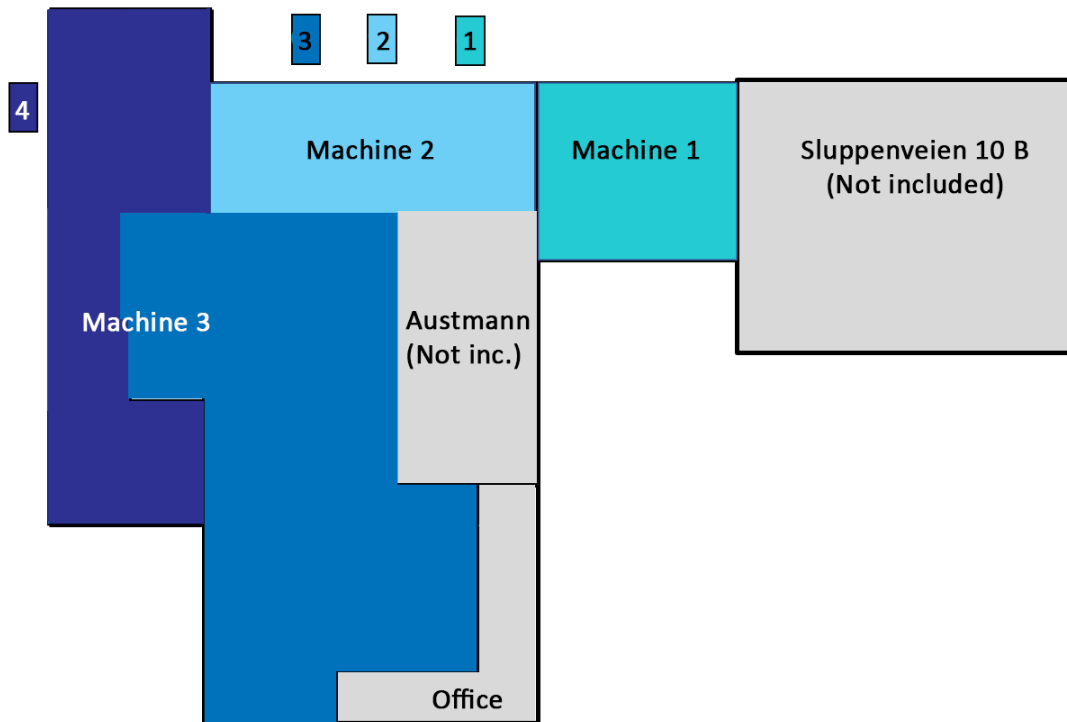 3
2
1
4
Machine 2
Machine 1
Sluppenveien 10 B
(Not included)
Machine 3
Austmann
(Not inc.)
Office